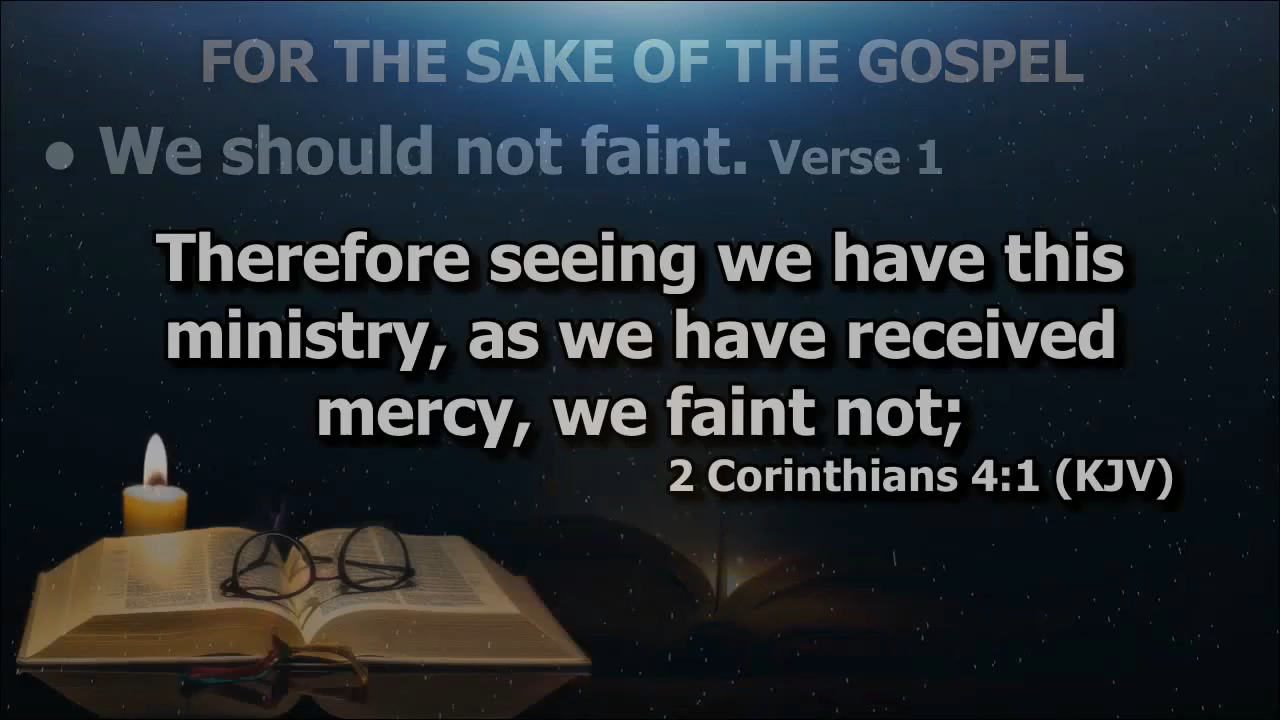 FOR THE SAKE OF THE GOSPEL
• We should not faint. Verse 1
Therefore seeing we have this
ministry, as we have received
mercy, we faint not;
2 Corinthians 4:1 (KJV)